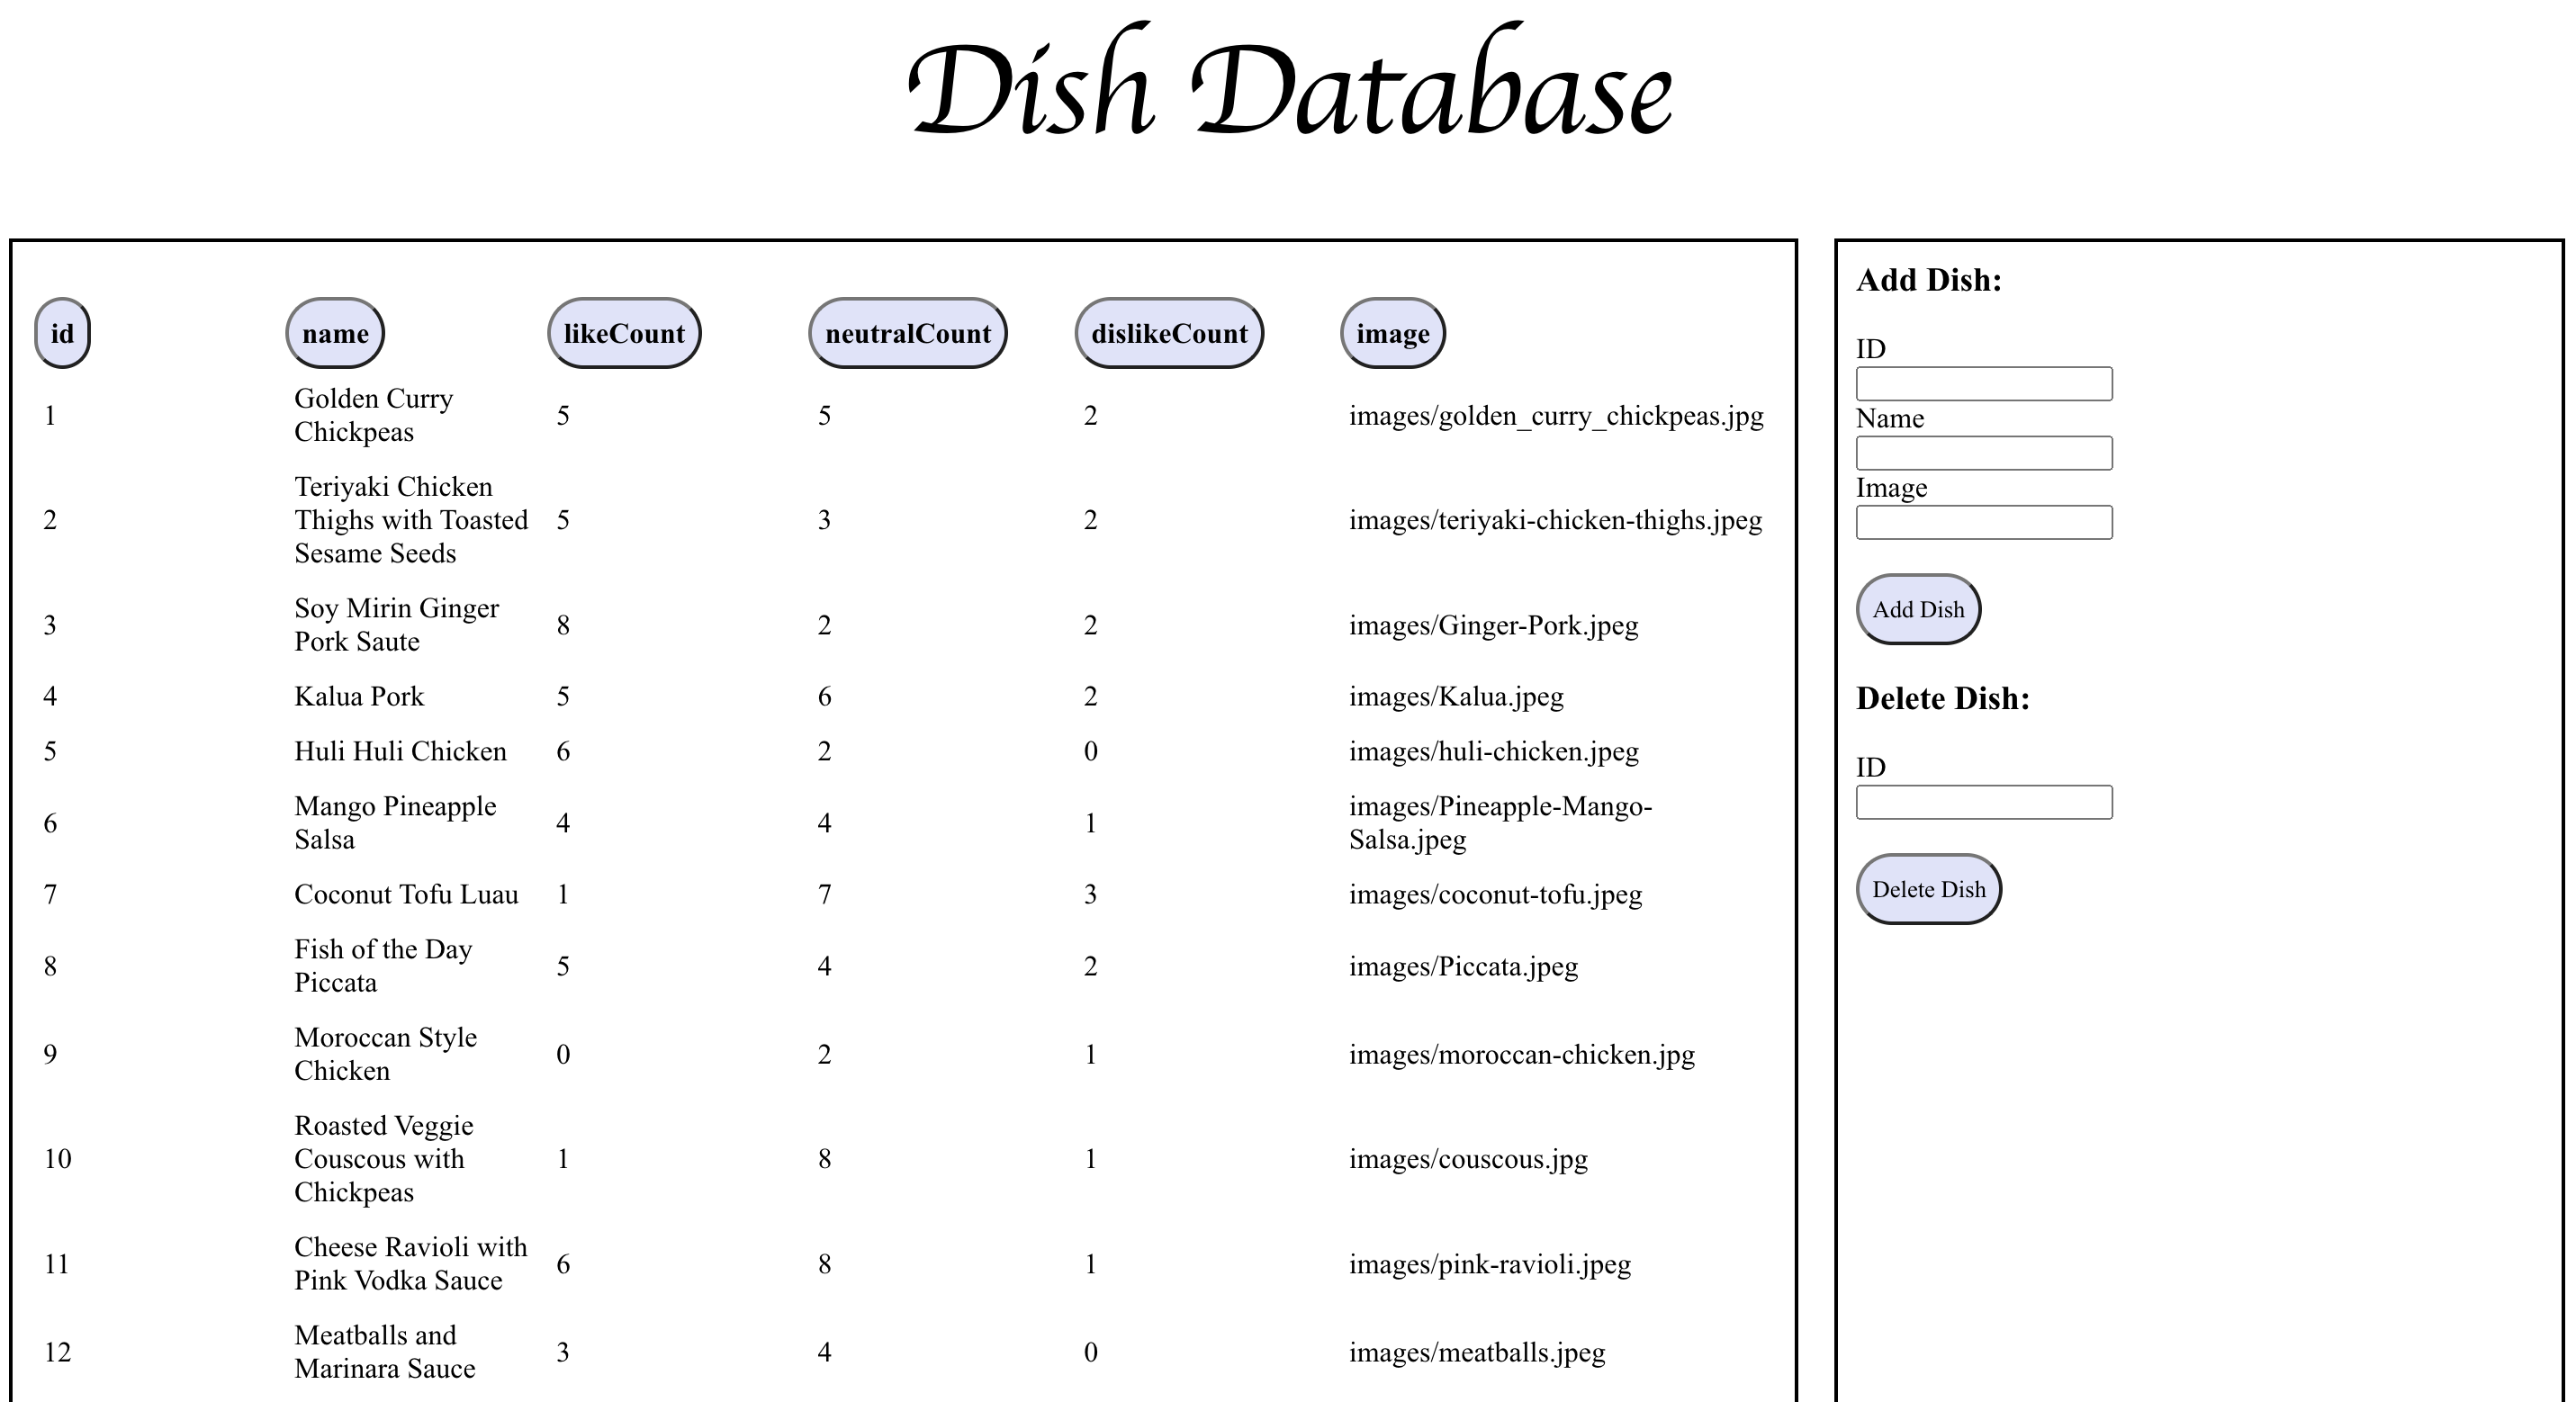 Dish Database
id name likeCount neutralCount dislikeCount image
1 Golden Curry Chickpeas 5 5 2 images/golden_curry_chickpeas.jpg
2 Teriyaki Chicken Thighs with Toasted Sesame Seeds 5 3 2 images/teriyaki-chicken-thighs.jpeg
3 Soy Mirin Ginger Pork Saute 8 2 2 images/Ginger-Pork.jpeg
4 Kalua Pork 5 6 2 images/Kalua.jpeg
5 Huli Huli Chicken 6 2 0 images/huli-chicken.jpeg
6 Mango Pineapple Salsa 4 4 1 images/Pineapple-Mango-Salsa.jpeg
7 Coconut Tofu Luau 1 7 3 images/coconut-tofu.jpeg
8 Fish of the Day Piccata 5 4 2 images/Piccata.jpeg
9 Moroccan Style Chicken 0 2 1 images/moroccan-chicken.jpg
10 Roasted Veggie Couscous with Chickpeas 1 8 1 images/couscous.jpg
11 Cheese Ravioli with Pink Vodka Sauce 6 8 1 images/pink-ravioli.jpeg
12 Meatballs and Marinara Sauce 3 4 0 images/meatballs.jpeg
Add Dish:
ID
Name
Image
Add Dish
Delete Dish:
ID
Delete Dish